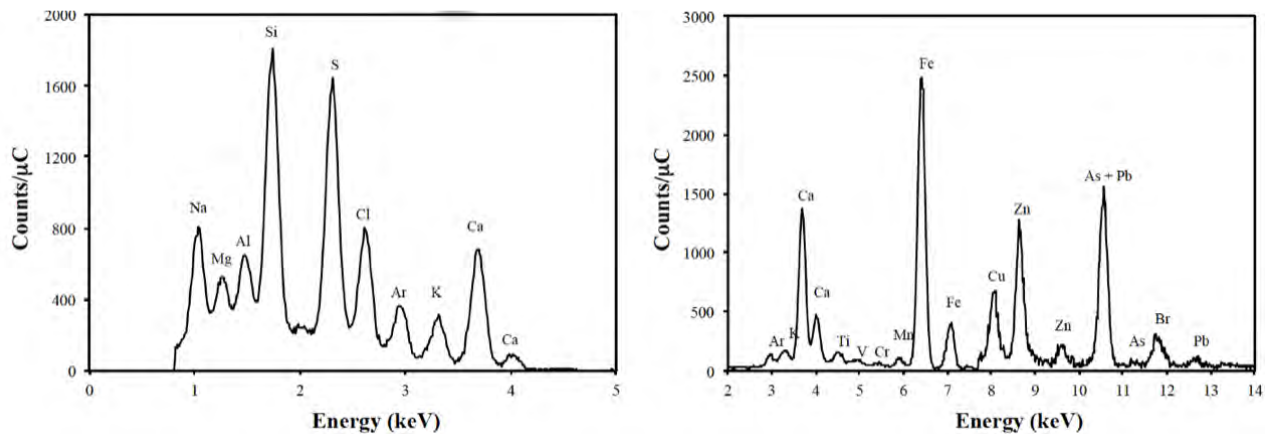 2000
1600
1200
800
400
0
Counts/μC
Na
Mg
Al
Si
S
Cl
Ar
K
Ca
Ca
0 1 2 3 4 5
Energy (keV)
3000
2500
2000
1500
1000
500
0
Counts/μC
Ar
K
Ca
Ca
Ti
V
Cr
Mn
Fe
Fe
Cu
Zn
Zn
As + Pb
As
Br
Pb
2 3 4 5 6 7 8 9 10 11 12 13 14
Energy (keV)